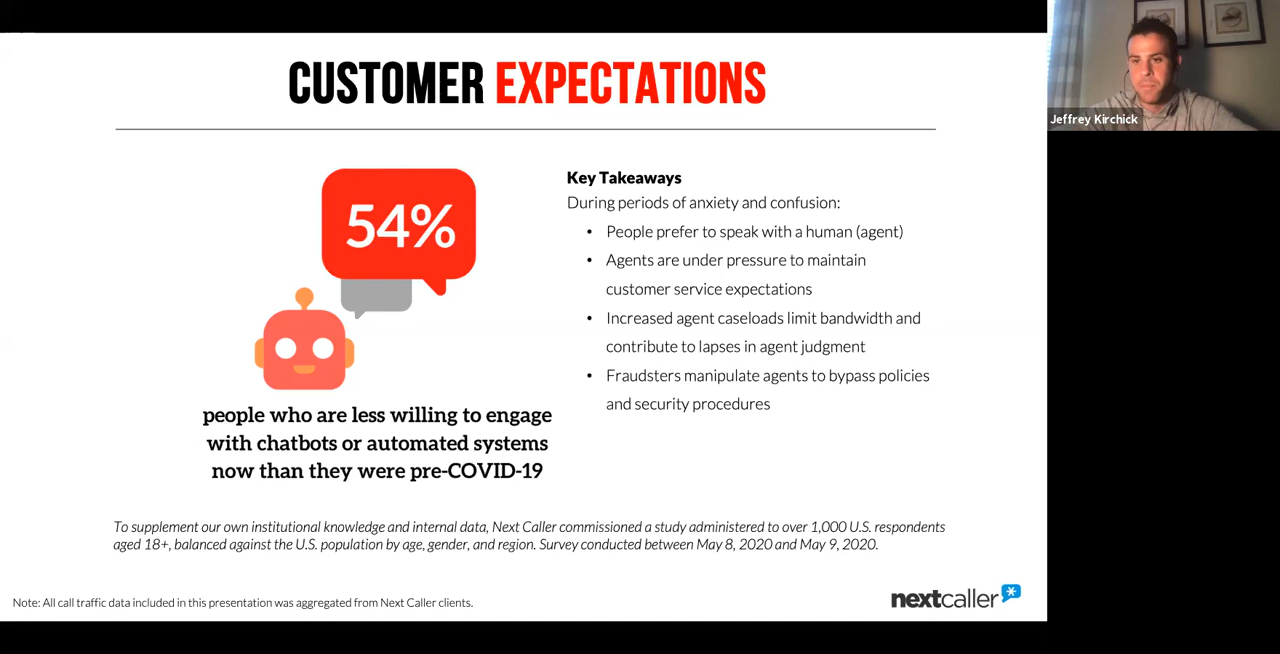 CUSTOMER EXPECTATIONS
54%
people who are less willing to engage
with chatbots or automated systems
now than they were pre-COVID-19
Key Takeaways
During periods of anxiety and confusion:
• People prefer to speak with a human (agent)
• Agents are under pressure to maintain
customer service expectations
• Increased agent caseloads limit bandwidth and
contribute to lapses in agent judgment
• Fraudsters manipulate agents to bypass policies
and security procedures
To supplement our own institutional knowledge and internal data, Next Caller commissioned a study administered to over 1,000 U.S. respondents
aged 18+, balanced against the U.S. population by age, gender, and region. Survey conducted between May 8, 2020 and May 9, 2020.
Note: All call traffic data included in this presentation was aggregated from Next Caller clients.
nextcaller
Jeffrey Kirchick